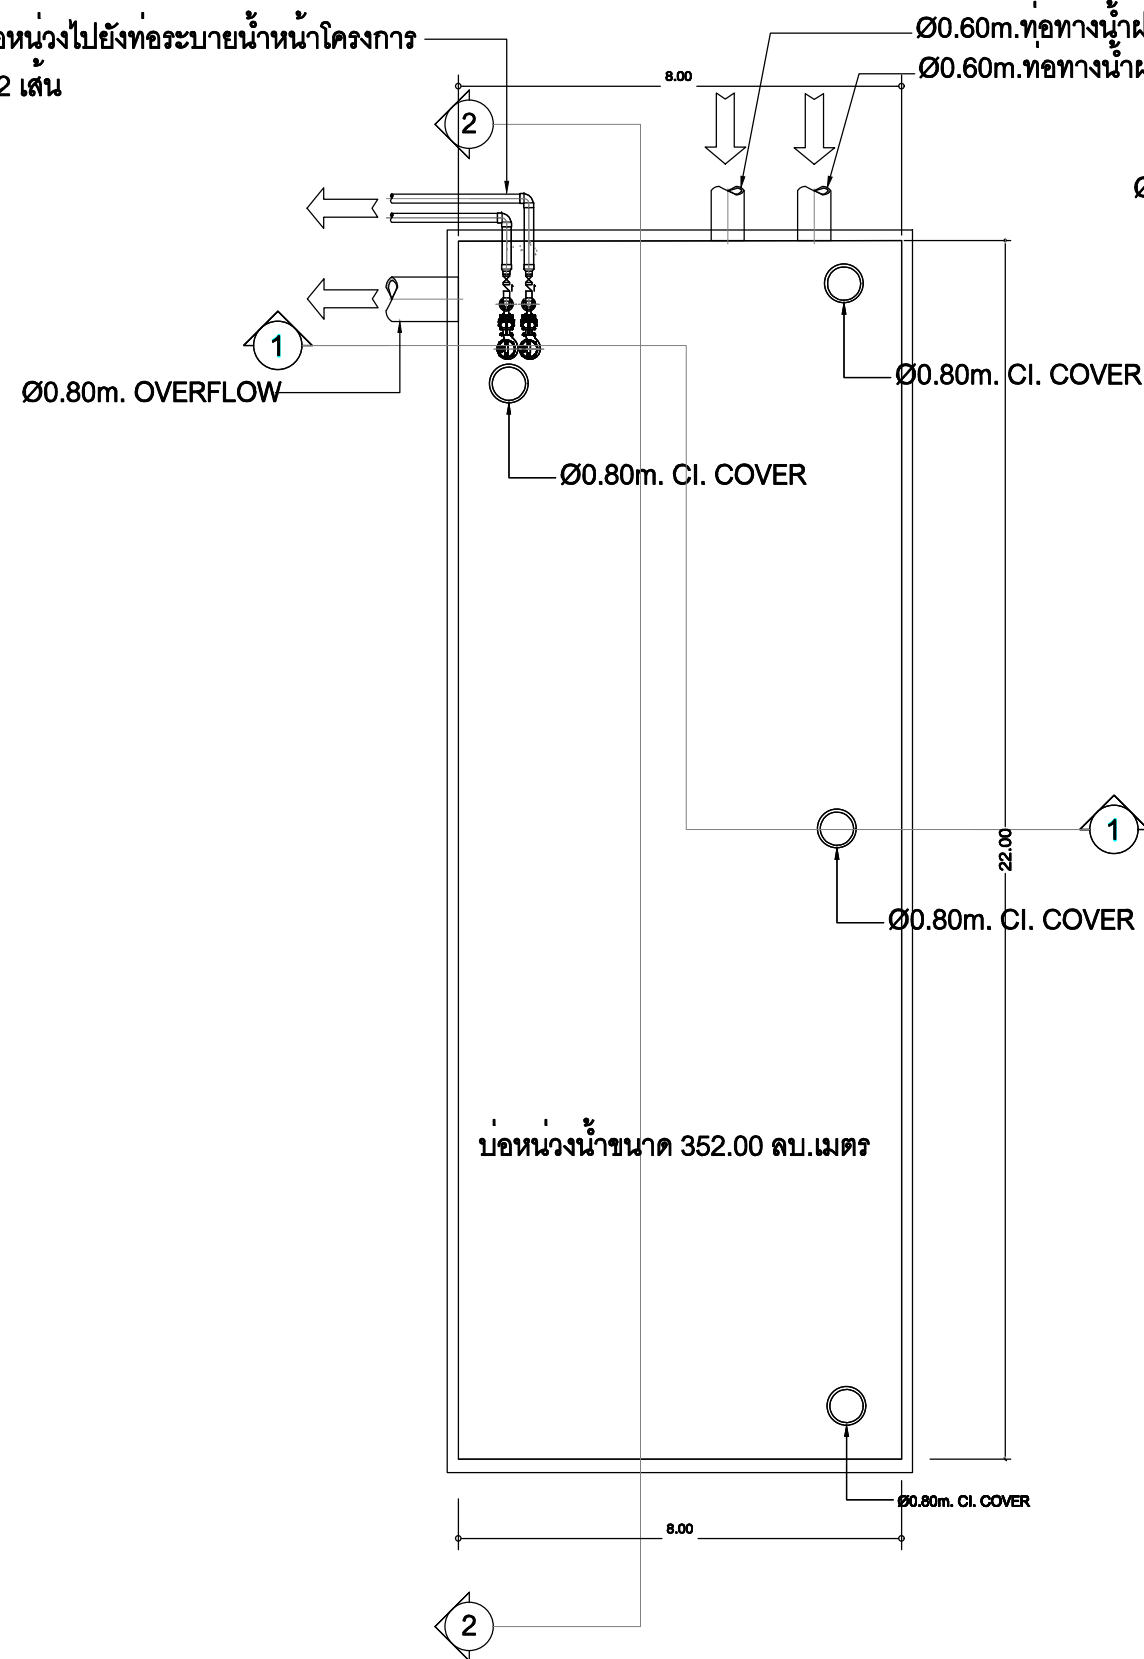 หน่วงไปยังท่อระบายน้ำหน้าโครงการ
2 เส้น
Ø0.60m.ท่อทางน้ำ
Ø0.60m.ท่อทางน้ำ
8.00
2
Ø
1
Ø0.80m. OVERFLOW
Ø0.80m. CI. COVER
Ø0.80m. CI. COVER
22.00
1
Ø0.80m. CI. COVER
บ่อหน่วงน้ำขนาด 352.00 ลบ.เมตร
Ø0.80m. CI. COVER
8.00
2